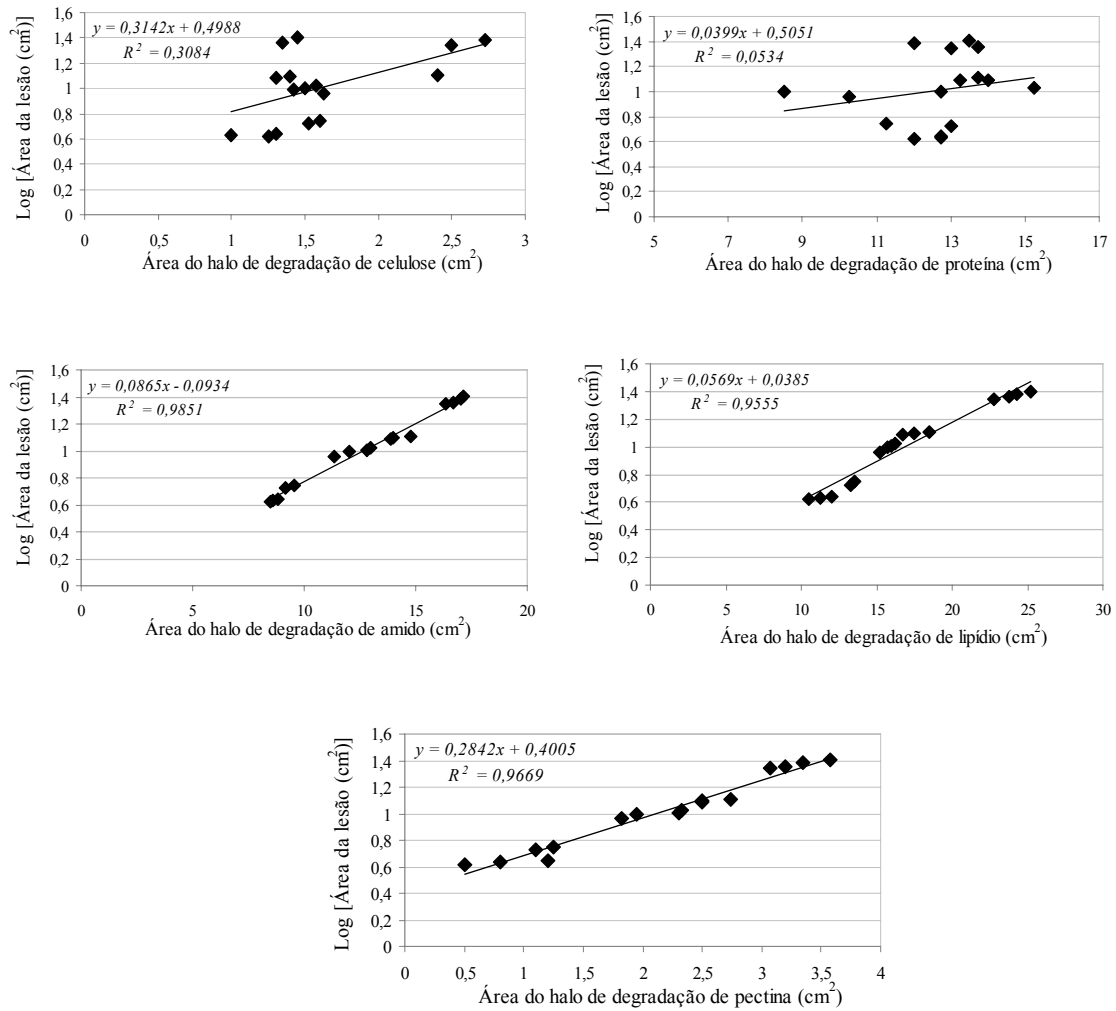 y = 0,3142x + 0,4988
R² = 0,3084
Log [Área da lesão (cm²)]
1,6
1,4
1,2
1
0,8
0,6
0,4
0,2
0
0 0,5 1 1,5 2 2,5 3
Área do halo de degradação de celulose (cm²)
y = 0,0399x + 0,5051
R² = 0,0534
Log [Área da lesão (cm²)]
1,6
1,4
1,2
1
0,8
0,6
0,4
0,2
0
5 7 9 11 13 15 17
Área do halo de degradação de proteína (cm²)
y = 0,0865x - 0,0934
R² = 0,9851
Log [Área da lesão (cm²)]
1,6
1,4
1,2
1
0,8
0,6
0,4
0,2
0
0 5 10 15 20
Área do halo de degradação de amido (cm²)
y = 0,0569x + 0,0385
R² = 0,9555
Log [Área da lesão (cm²)]
1,6
1,4
1,2
1
0,8
0,6
0,4
0,2
0
0 5 10 15 20 25 30
Área do halo de degradação de lipídio (cm²)
y = 0,2842x + 0,4005
R² = 0,9669
Log [Área da lesão (cm²)]
1,6
1,4
1,2
1
0,8
0,6
0,4
0,2
0
0 0,5 1 1,5 2 2,5 3 3,5 4
Área do halo de degradação de pectina (cm²)